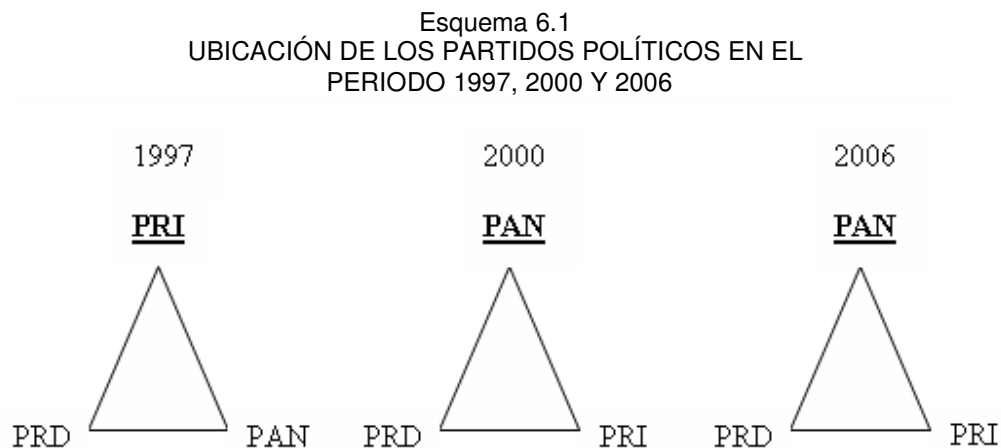 Esquema 6.1
UBICACIÓN DE LOS PARTIDOS POLÍTICOS EN EL
PERIODO 1997, 2000 Y 2006
1997 2000 2006
PRI PAN PAN
PRD PAN PRD PRI PRD PRI